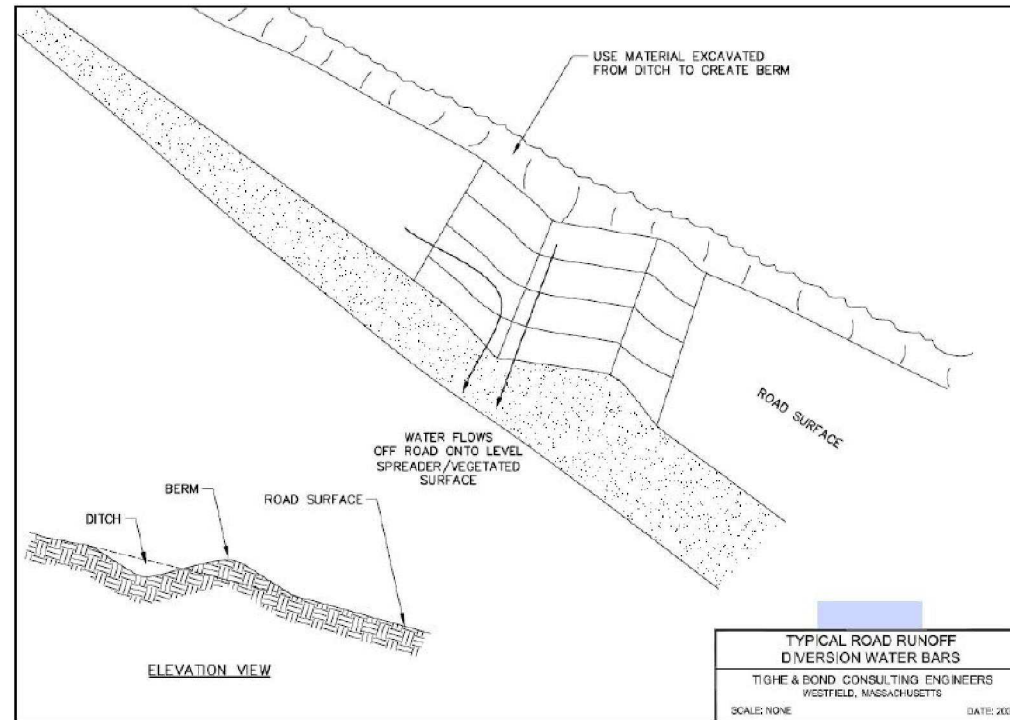 USE MATERIAL EXCAVATED
FROM DITCH TO CREATE BERM
ROAD SURFACE
WATER FLOWS
OFF ROAD ONTO LEVEL
SPREADER/VEGETATED
SURFACE
BERM
ROAD SURFACE
DITCH
ELEVATION VIEW
TYPICAL ROAD RUNOFF
DIVERSION WATER BARS
TIGHE & BOND CONSULTING ENGINEERS
WESTFIELD, MASSACHUSETTS
SCALE: NONE
DATE: